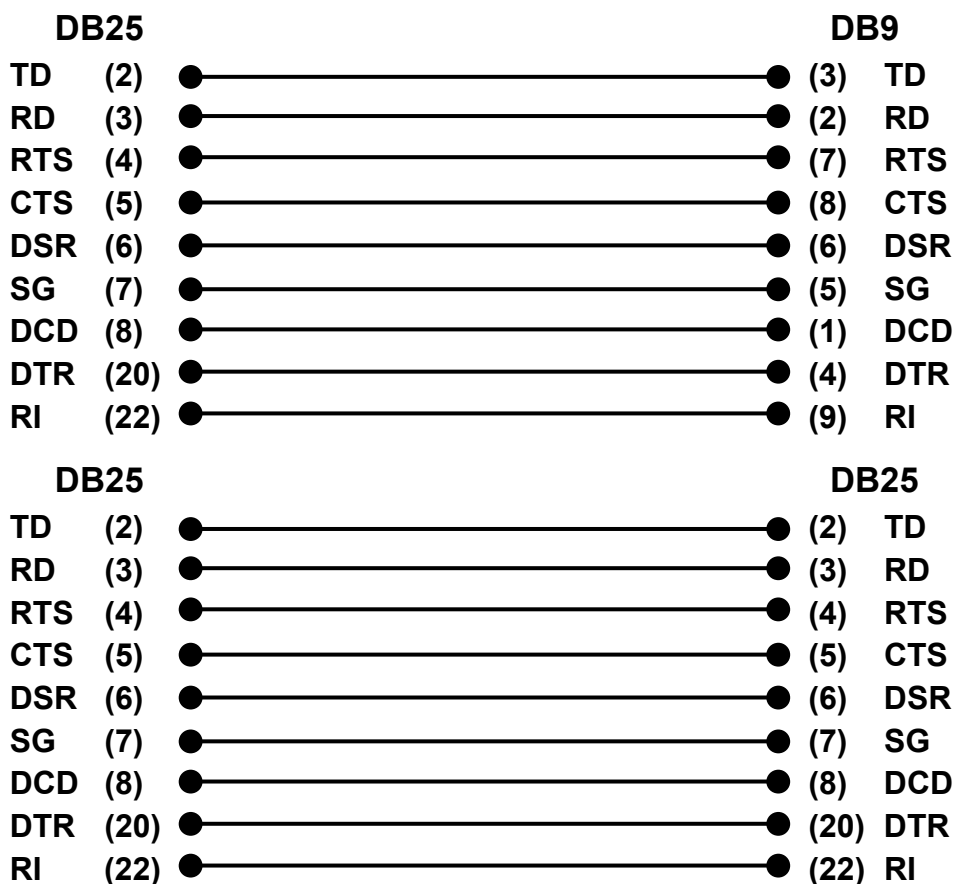 DB25 DB9
TD (2) (3) TD
RD (3) (2) RD
RTS (4) (7) RTS
CTS (5) (8) CTS
DSR (6) (6) DSR
SG (7) (5) SG
DCD (8) (1) DCD
DTR (20) (4) DTR
RI (22) (9) RI
DB25 DB25
TD (2) (2) TD
RD (3) (3) RD
RTS (4) (4) RTS
CTS (5) (5) CTS
DSR (6) (6) DSR
SG (7) (7) SG
DCD (8) (8) DCD
DTR (20) (20) DTR
RI (22) (22) RI